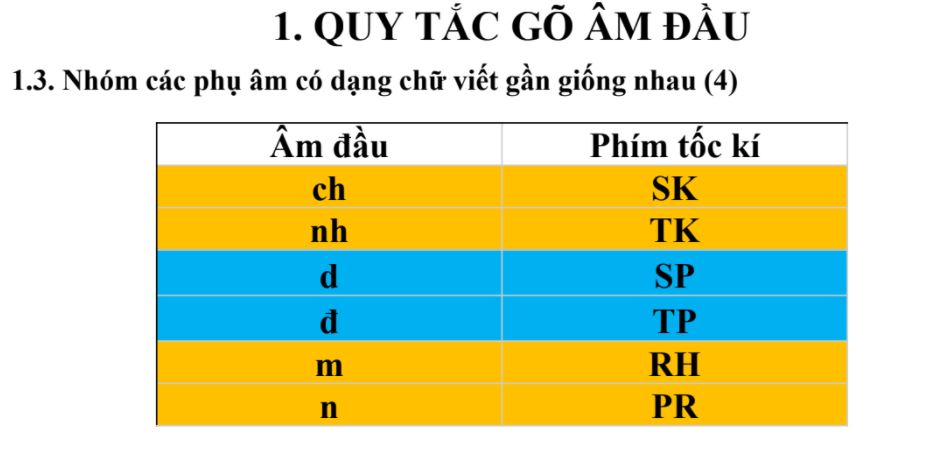 1. QUY TẮC GÕ ÂM ĐẦU
1.3. Nhóm các phụ âm có dạng chữ viết gần giống nhau (4)
Âm đầu Phím tốc kí
ch SK
nh TK
d SP
đ TP
m RH
n PR